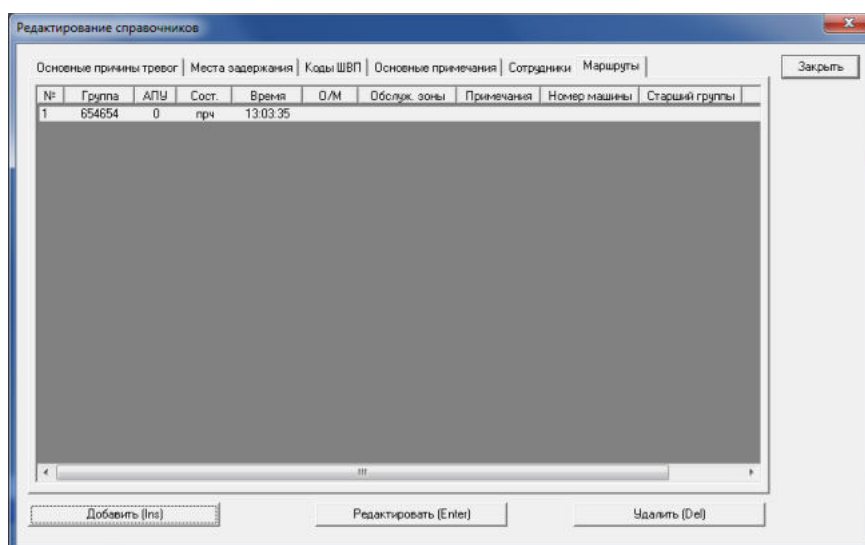 Редактирование справочников
Основные причины тревог Места задержания Коды ШВП Основные примечания Сотрудники Маршруты
Закрыть
№ Группа АПУ Сост. Время О/М Обслуж. зоны Примечания Номер машины Старший группы
1 654654 0 прч 13:03:35
Добавить (Ins) Редактировать (Enter) Удалить (Del)